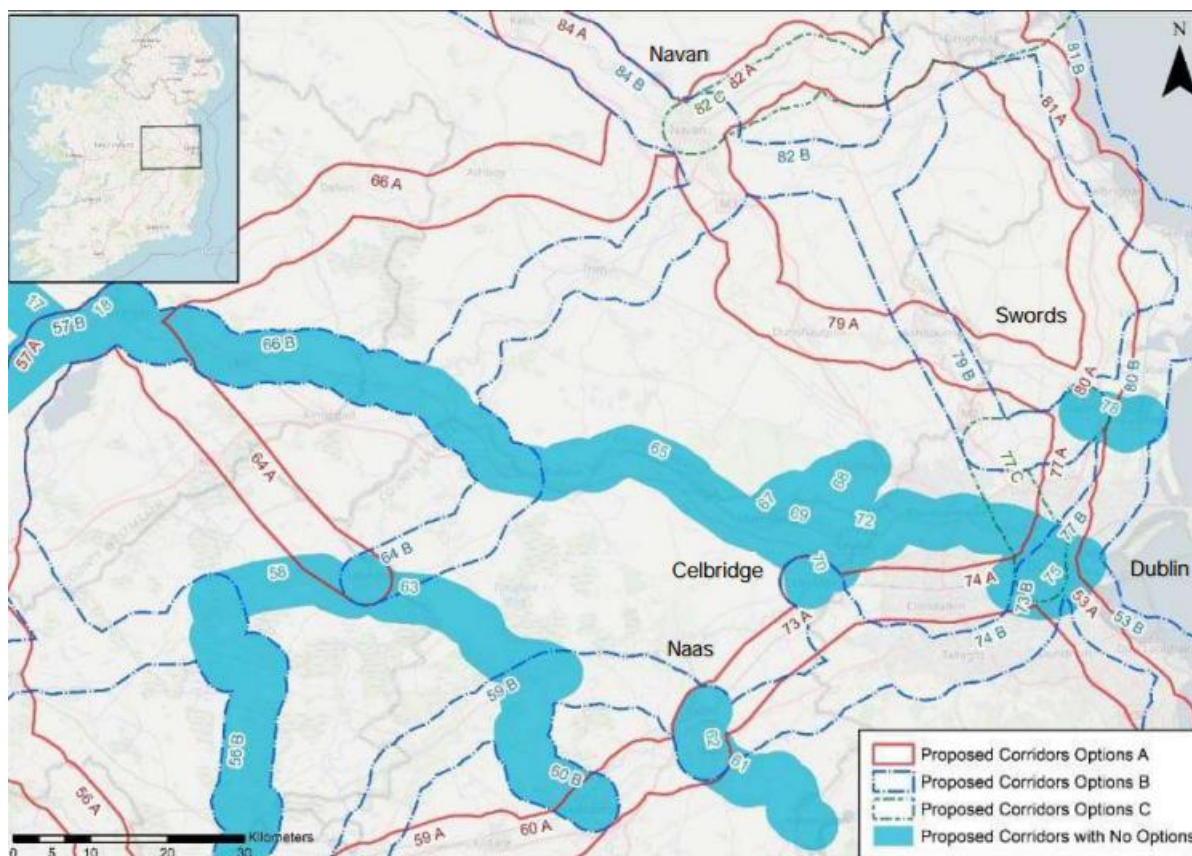 N
Navan
84 A
84 B
82 A
82 C
Navan
82 B
81 B
81 A
66 A
Trim
79 A
Swords
79 B
80 A
80 B
78
17
18
57 B
57 A
66 B
64 A
65
77 A
77 C
77 B
67
68
69
72
70
Celbridge
74 A
75
Dublin
58
64 B
63
73 A
73 B
74 B
53 A
53 B
Naas
59 B
62
61
56 B
60 B
56 A
59 A
60 A
Proposed Corridors Options A
Proposed Corridors Options B
Proposed Corridors Options C
Proposed Corridors with No Options
Kilometers
0 5 10 20 30